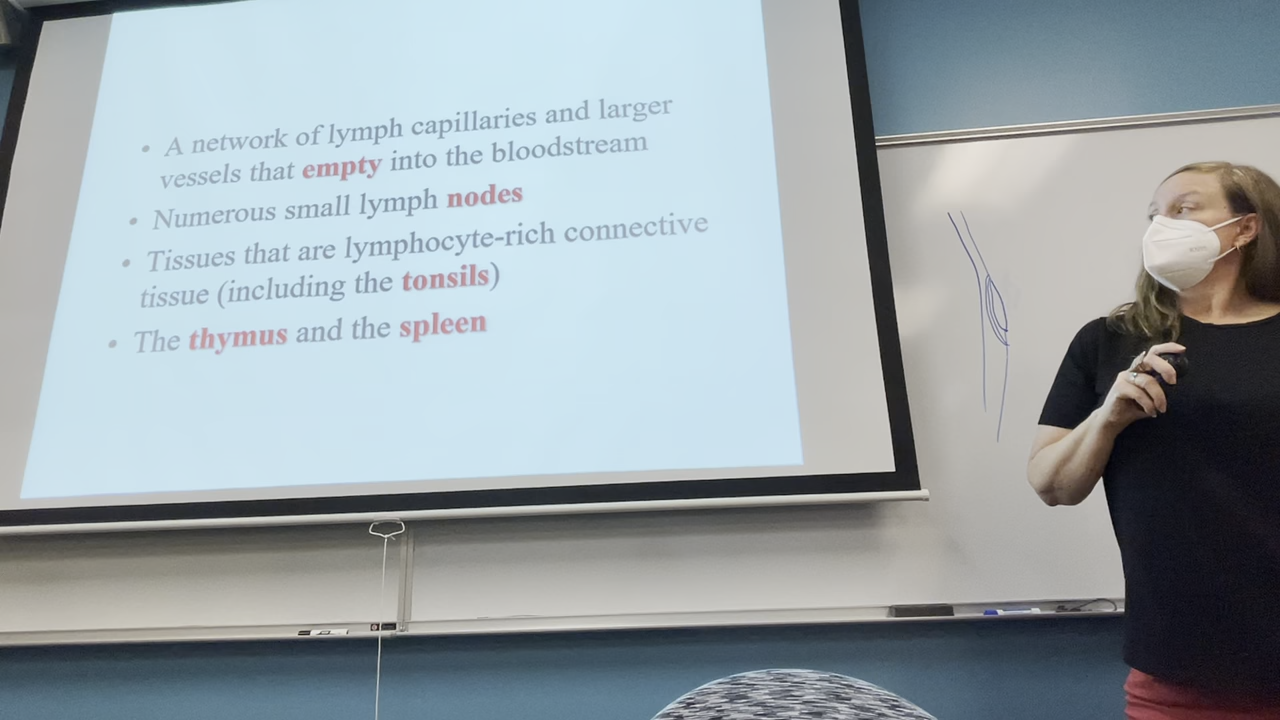 • A network of lymph capillaries and larger
vessels that empty into the bloodstream
• Numerous small lymph nodes
• Tissues that are lymphocyte-rich connective
tissue (including the tonsils)
• The thymus and the spleen